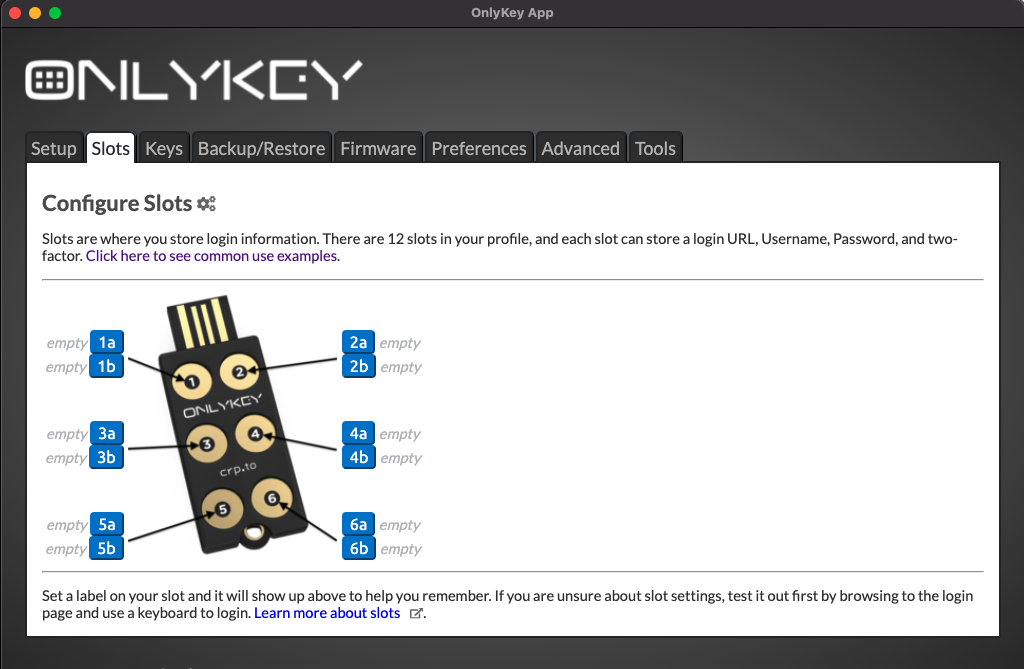 OnlyKey App
ONLYKEY
Setup Slots Keys Backup/Restore Firmware Preferences Advanced Tools
Configure Slots
Slots are where you store login information. There are 12 slots in your profile, and each slot can store a login URL, Username, Password, and two-
factor. Click here to see common use examples.
empty 1a 2a empty
empty 1b 2b empty
1 2
ONLYKEY
empty 3a 4a empty
empty 3b 4b empty
3 4
crp.to
empty 5a 6a empty
empty 5b 6b empty
5 6
Set a label on your slot and it will show up above to help you remember. If you are unsure about slot settings, test it out first by browsing to the login
page and use a keyboard to login. Learn more about slots .